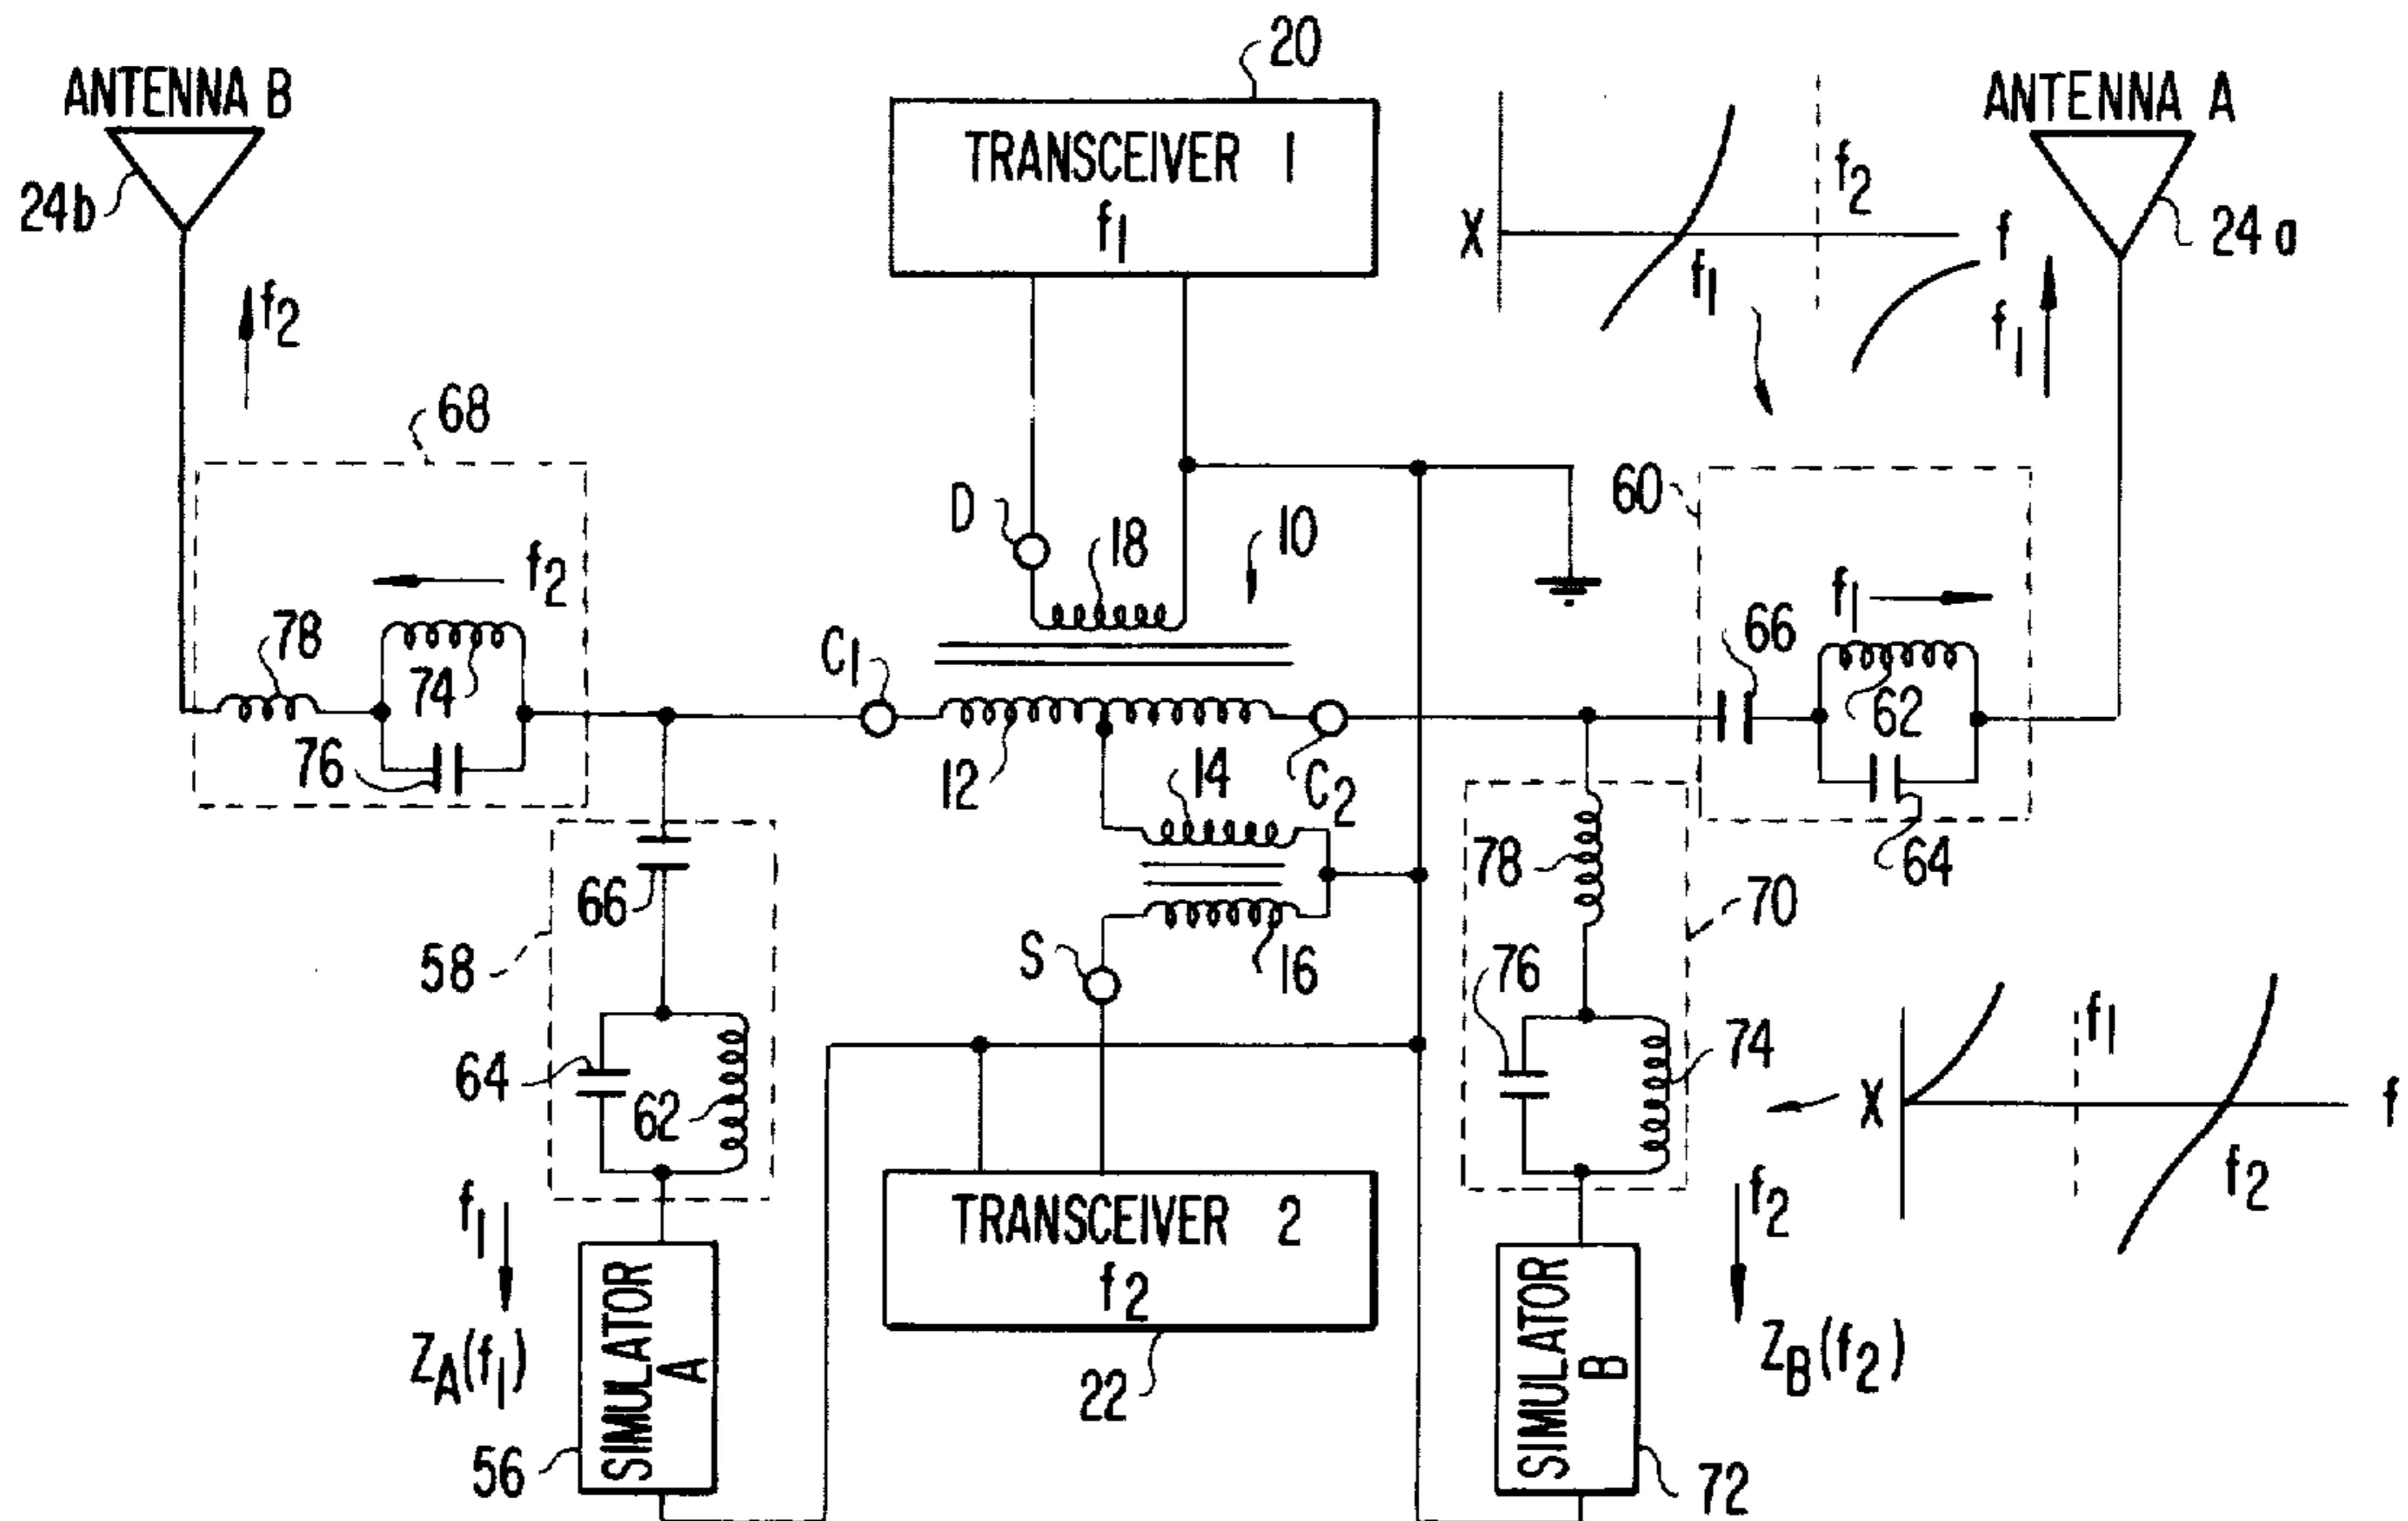 20
ANTENNA B
TRANSCEIVER 1
f1
ANTENNA A
24b
X
f2
f1
f
24a
f2
f1
68
60
D
18
10
f2
78
74
76
C1
12
14
C2
f1
66
62
64
66
58
64
62
S
16
78
70
76
74
X
f1
f2
f
f1
ZA(f1)
SIMULATOR A
56
TRANSCEIVER 2
f2
22
SIMULATOR B
f2
ZB(f2)
72